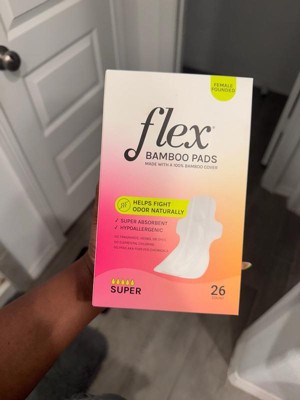 FEMALE
FOUNDED
flex®
BAMBOO PADS
MADE WITH A 100% BAMBOO COVER
HELPS FIGHT
ODOR NATURALLY
✓ SUPER ABSORBENT
✓ HYPOALLERGENIC
SUPER
26